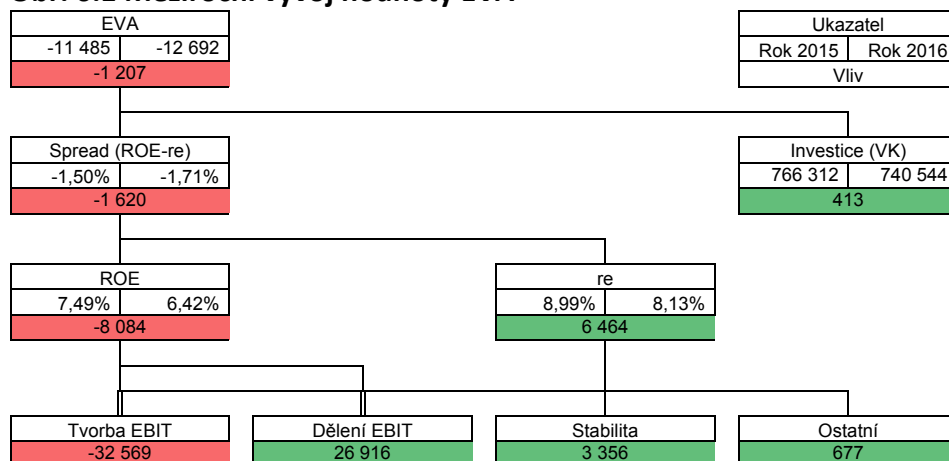 EVA
-11 485 -12 692
-1 207
Ukazatel
Rok 2015 Rok 2016
Vliv
Spread (ROE-re)
-1,50% -1,71%
-1 620
Investice (VK)
766 312 740 544
413
ROE
7,49% 6,42%
-8 084
re
8,99% 8,13%
6 464
Tvorba EBIT
-32 569
Dělení EBIT
26 916
Stabilita
3 356
Ostatní
677